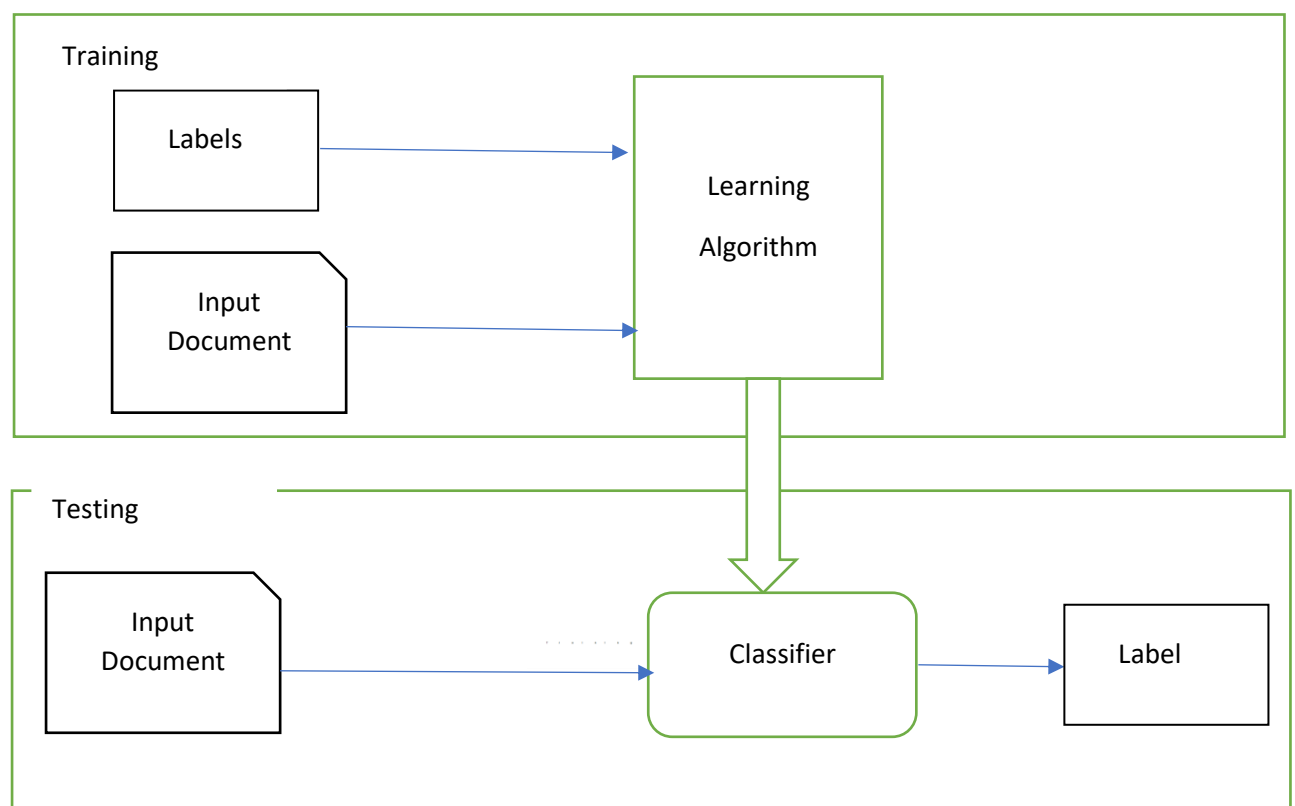 Training
Labels
Learning
Algorithm
Input
Document
Testing
Input
Document
Classifier
Label